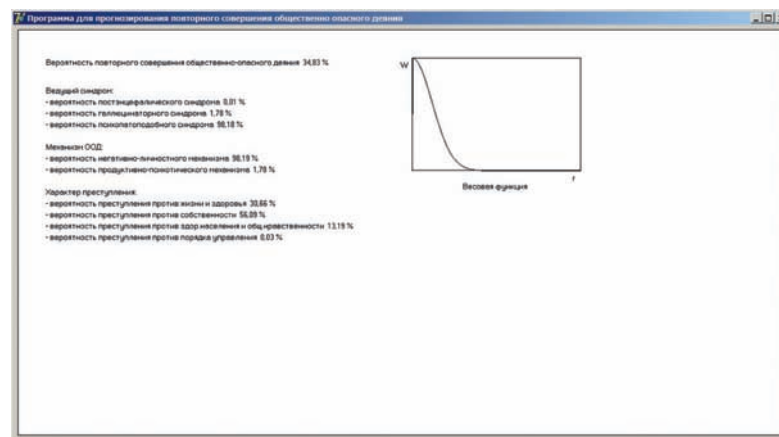 Программа для прогнозирования повторного совершения общественно опасного деяния
Вероятность повторного совершения общественно-опасного деяния 34,83 %
W
Ведущий синдром:
- вероятность постэнцефалического синдрома 0,01 %
- вероятность галлюцинаторного синдрома 1,78 %
- вероятность психопатоподобного синдрома 98,18 %
Механизм ООД:
- вероятность негативно-личностного механизма 98,19 %
- вероятность продуктивно-психотического механизма 1,78 %
r
Весовая функция
Характер преступления:
- вероятность преступления против жизни и здоровья 30,66 %
- вероятность преступления против собственности 56,09 %
- вероятность преступления против здор.населения и общ.нравственности 13,19 %
- вероятность преступления против порядка управления 0,03 %